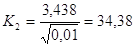 K₂ = 3,438 / √0,01 = 34,38